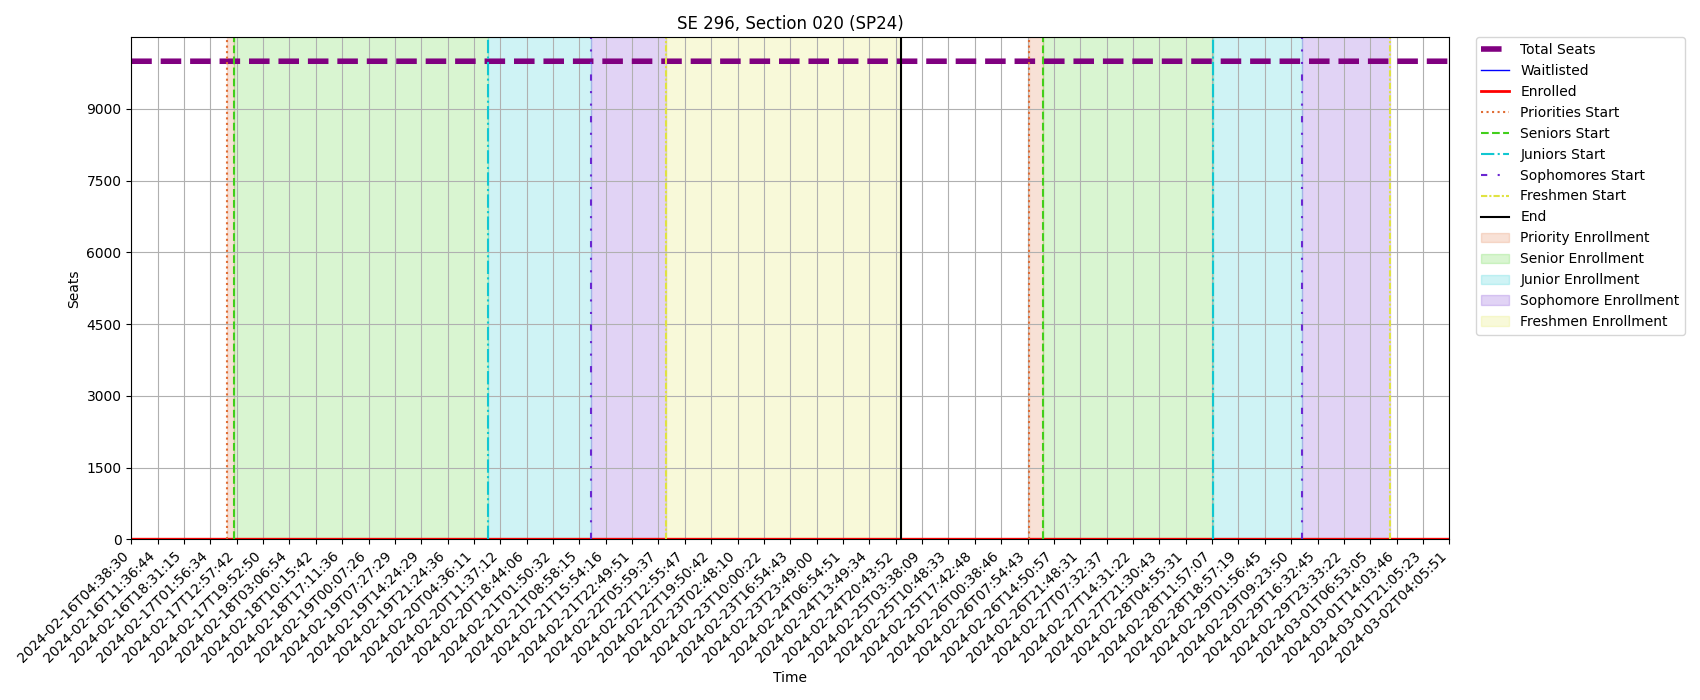 SE 296, Section 020 (SP24)
Total Seats
Waitlisted
Enrolled
Priorities Start
Seniors Start
Juniors Start
Sophomores Start
Freshmen Start
End
Priority Enrollment
Senior Enrollment
Junior Enrollment
Sophomore Enrollment
Freshmen Enrollment
Seats
9000
7500
6000
4500
3000
1500
0
2024-02-16T04:38:30
2024-02-16T11:36:44
2024-02-16T18:31:15
2024-02-17T01:56:34
2024-02-17T12:57:42
2024-02-17T19:52:50
2024-02-18T03:06:54
2024-02-18T10:15:42
2024-02-18T17:11:36
2024-02-19T00:07:26
2024-02-19T07:27:29
2024-02-19T14:24:29
2024-02-19T21:24:36
2024-02-20T04:36:11
2024-02-20T11:37:12
2024-02-20T18:44:06
2024-02-21T01:50:32
2024-02-21T08:58:15
2024-02-21T15:54:16
2024-02-21T22:49:51
2024-02-22T05:59:37
2024-02-22T12:55:47
2024-02-22T19:50:42
2024-02-23T02:48:10
2024-02-23T10:00:22
2024-02-23T16:54:43
2024-02-23T23:49:00
2024-02-24T06:54:51
2024-02-24T13:49:34
2024-02-24T20:43:52
2024-02-25T03:38:09
2024-02-25T10:48:33
2024-02-25T17:42:48
2024-02-26T00:38:46
2024-02-26T07:54:43
2024-02-26T14:50:57
2024-02-26T21:48:31
2024-02-27T07:32:37
2024-02-27T14:31:22
2024-02-27T21:30:43
2024-02-28T04:55:31
2024-02-28T11:57:07
2024-02-28T18:57:19
2024-02-29T01:56:45
2024-02-29T09:23:50
2024-02-29T16:32:45
2024-02-29T23:33:22
2024-03-01T06:53:05
2024-03-01T14:03:46
2024-03-01T21:05:23
2024-03-02T04:05:51
Time